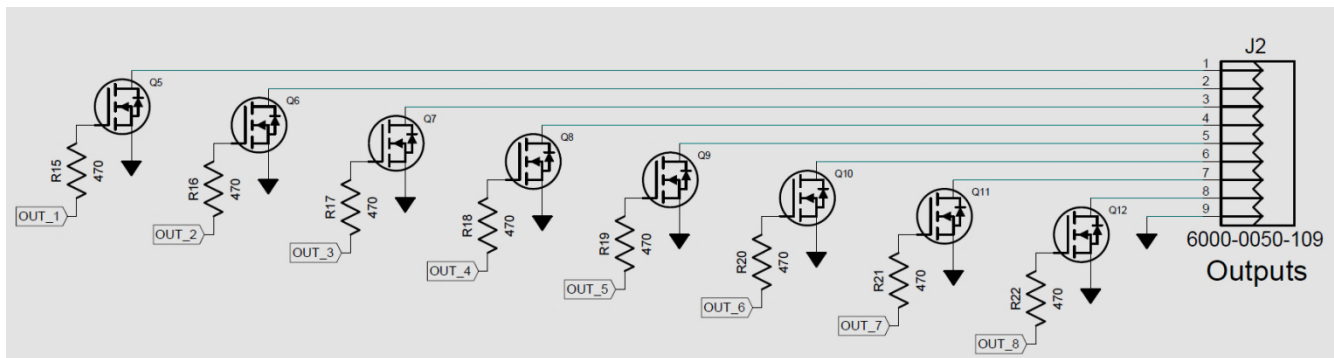 J2
1
2
3
4
5
6
7
8
9
6000-0050-109
Outputs
Q5
R15
470
OUT_1
Q6
R16
470
OUT_2
Q7
R17
470
OUT_3
Q8
R18
470
OUT_4
Q9
R19
470
OUT_5
Q10
R20
470
OUT_6
Q11
R21
470
OUT_7
Q12
R22
470
OUT_8